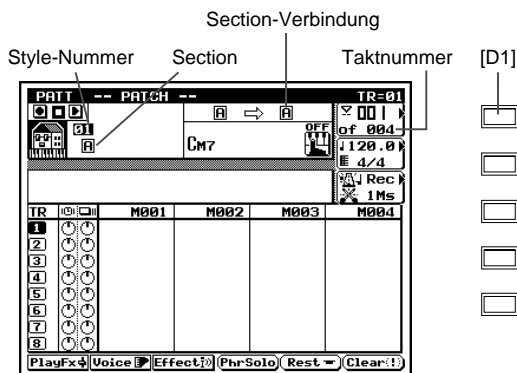 Section-Verbindung
Style-Nummer Section Taktnummer [D1]
PATT -- PATCH -- TR=01
01 A ⇨ A 001
A CM7 OFF of 004
♩120.0
4/4
Rec
1Ms
TR M001 M002 M003 M004
1
2
3
4
5
6
7
8
PlayFx Voice Effect PhrSolo Rest Clear(!)